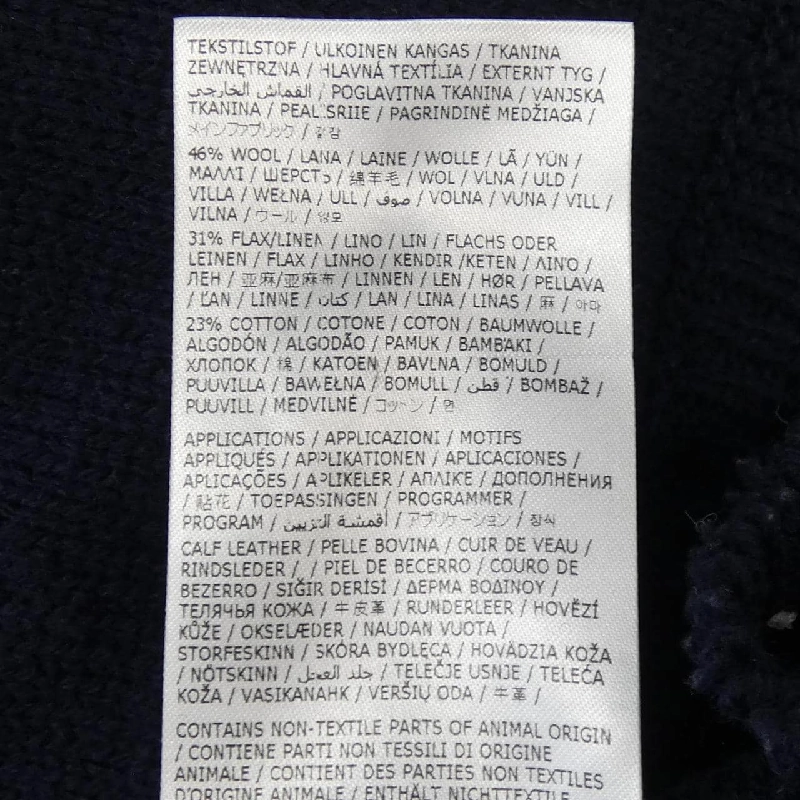 TEKSTILSTOF / ULKOINEN KANGAS / TKANINA
ZEWNĘTRZNA / HLAVNÁ TEXTÍLIA / EXTERNT TYG /
القماش الخارجي / POGLAVITNA TKANINA / VANJSKA
TKANINA / PEALISRIIE / PAGRINDINĖ MEDŽIAGA /
メインファブリック / 겉감
46% WOOL / LANA / LAINE / WOLLE / LÃ / YÜN /
ΜΑΛΛΙ / ШЕРСТЬ / 绵羊毛 / WOL / VLNA / ULD /
VILLA / WEŁNA / ULL / صوف / VOLNA / VUNA / VILL /
VILNA / ウール / 양모
31% FLAX/LINEN / LINO / LIN / FLACHS ODER
LEINEN / FLAX / LINHO / KENDIR /KETEN / ΛΙΝΌ /
ЛЕН / 亚麻/亚麻布 / LINNEN / LEN / HØR / PELLAVA
/ ĽAN / LINNE / كتان / LAN / LINA / LINAS / 麻 / 아마
23% COTTON / COTONE / COTON / BAUMWOLLE /
ALGODÓN / ALGODÃO / PAMUK / ΒΑΜΒΆΚΙ /
ХЛОПОК / 棉 / KATOEN / BAVLNA / BOMULD /
PUUVILLA / BAWEŁNA / BOMULL / قطن / BOMBAŽ /
PUUVILL / MEDVILNĖ / コットン / 면
APPLICATIONS / APPLICAZIONI / MOTIFS
APPLIQUÉS / APPLIKATIONEN / APLICACIONES /
APLICAÇÕES / APLIKELER / ΑΠΛΙΚΈ / ДОПОЛНЕНИЯ
/ 贴花 / TOEPASSINGEN / PROGRAMMER /
PROGRAM / أقمشة التزيين / アプリケーション / 장식
CALF LEATHER / PELLE BOVINA / CUIR DE VEAU /
RINDSLEDER / / PIEL DE BECERRO / COURO DE
BEZERRO / SIĞIR DERİSİ / ΔΕΡΜΑ ΒΟΔΙΝΟΥ /
ТЕЛЯЧЬЯ КОЖА / 牛皮革 / RUNDERLEER / HOVĚZÍ
KŮŽE / OKSELÆDER / NAUDAN VUOTA /
STORFESKINN / SKÓRA BYDLĘCA / HOVÄDZIA KOŽA
/ NÖTSKINN / جلد العجل / TELEČJE USNJE / TELEĆA
KOŽA / VASIKANAHK / VERŠIŲ ODA / 牛革 /
CONTAINS NON-TEXTILE PARTS OF ANIMAL ORIGIN
/ CONTIENE PARTI NON TESSILI DI ORIGINE
ANIMALE / CONTIENT DES PARTIES NON TEXTILES
D'ORIGINE ANIMALE / ENTHÄLT NICHTTEXTILE